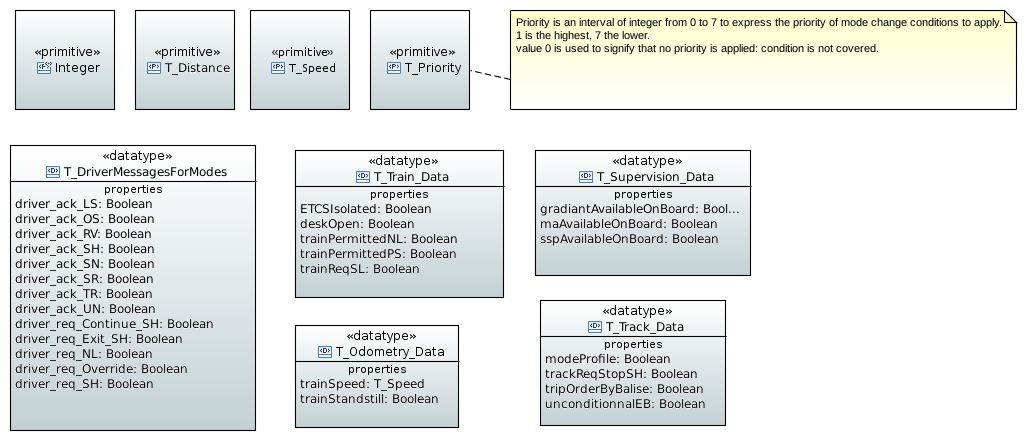 «primitive»
Integer
«primitive»
T_Distance
«primitive»
T_Speed
«primitive»
T_Priority
Priority is an interval of integer from 0 to 7 to express the priority of mode change conditions to apply.
1 is the highest, 7 the lower.
value 0 is used to signify that no priority is applied: condition is not covered.
«datatype»
T_DriverMessagesForModes
properties
driver_ack_LS: Boolean
driver_ack_OS: Boolean
driver_ack_RV: Boolean
driver_ack_SH: Boolean
driver_ack_SN: Boolean
driver_ack_SR: Boolean
driver_ack_TR: Boolean
driver_ack_UN: Boolean
driver_req_Continue_SH: Boolean
driver_req_Exit_SH: Boolean
driver_req_NL: Boolean
driver_req_Override: Boolean
driver_req_SH: Boolean
«datatype»
T_Train_Data
properties
ETCSIsolated: Boolean
deskOpen: Boolean
trainPermittedNL: Boolean
trainPermittedPS: Boolean
trainReqSL: Boolean
«datatype»
T_Supervision_Data
properties
gradiantAvailableOnBoard: Bool...
maAvailableOnBoard: Boolean
sspAvailableOnBoard: Boolean
«datatype»
T_Odometry_Data
properties
trainSpeed: T_Speed
trainStandstill: Boolean
«datatype»
T_Track_Data
properties
modeProfile: Boolean
trackReqStopSH: Boolean
tripOrderByBalise: Boolean
unconditionnalEB: Boolean